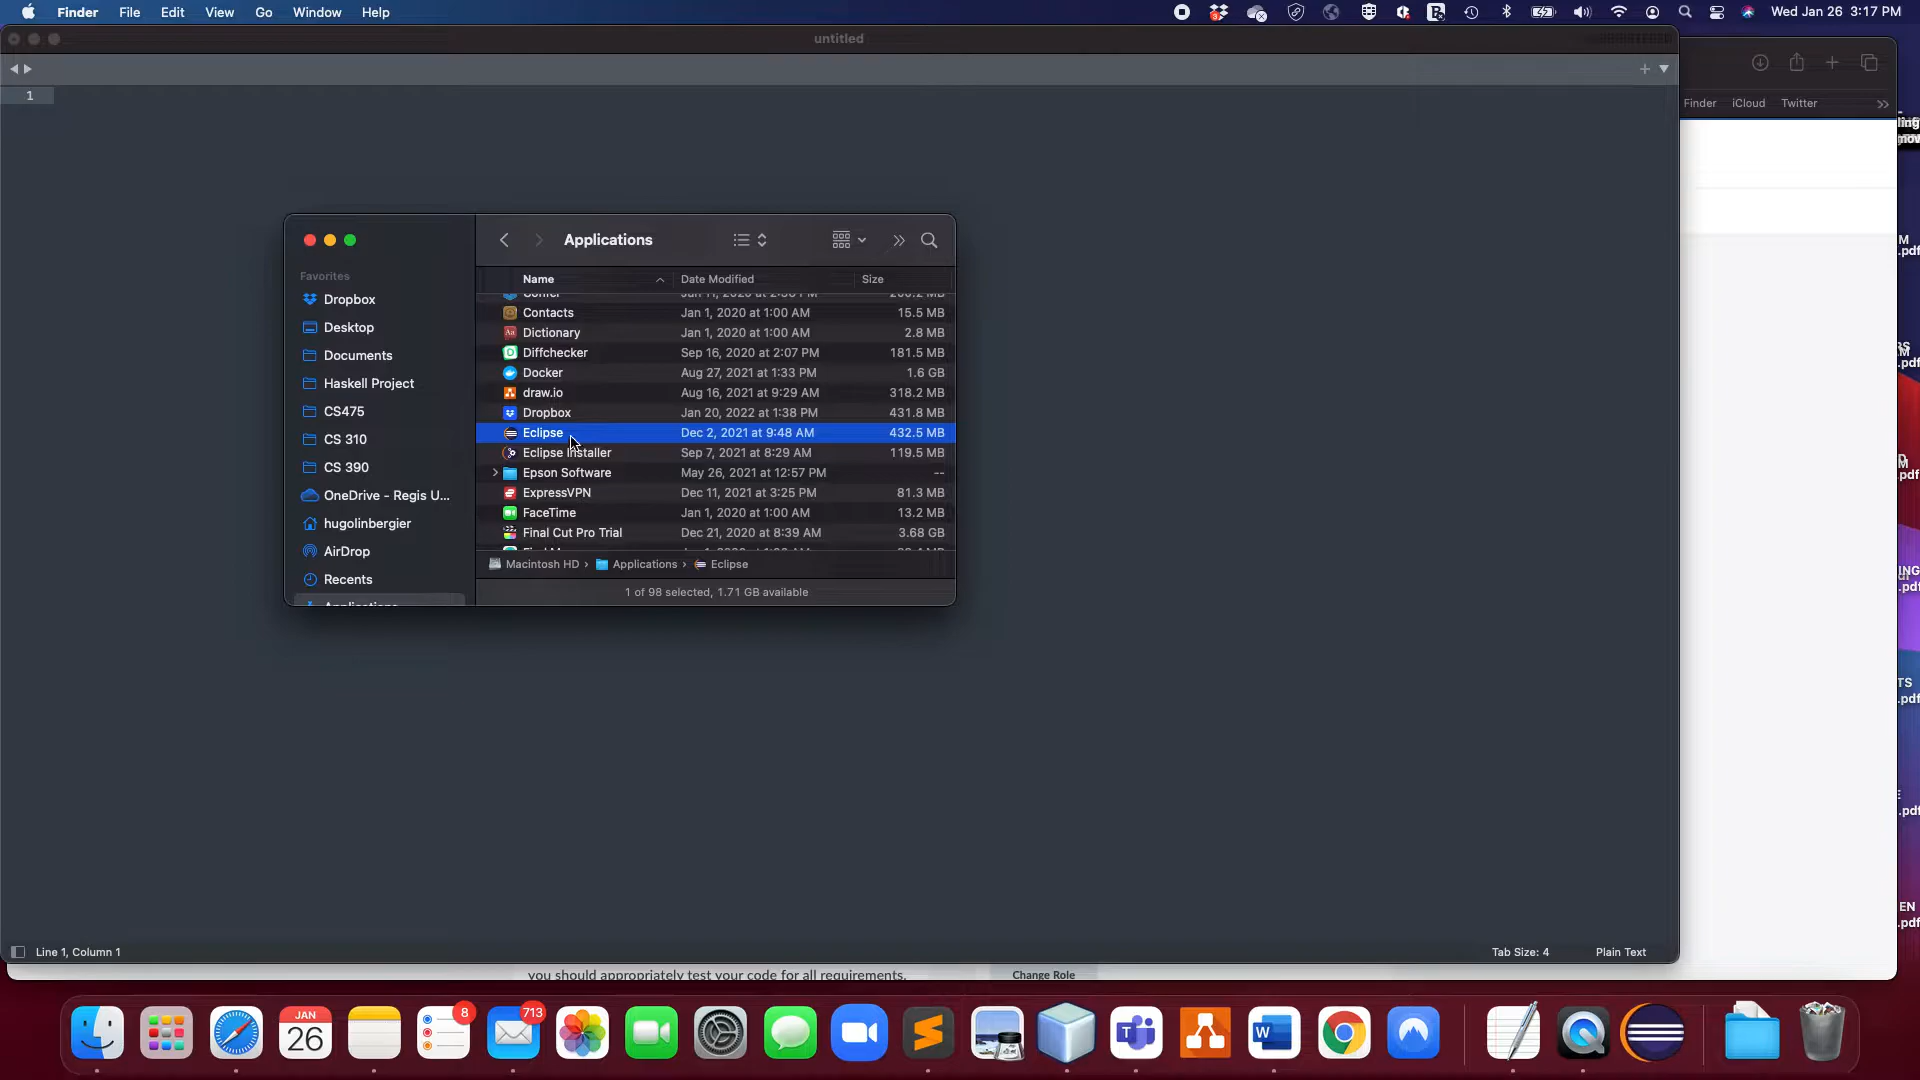 Finder File Edit View Go Window Help
Wed Jan 26 3:17 PM
untitled
1
Finder iCloud Twitter
Applications
Favorites
Dropbox
Desktop
Documents
Haskell Project
CS475
CS 310
CS 390
OneDrive - Regis U...
hugolinbergier
AirDrop
Recents
Applications
Name Date Modified Size
Contacts Jan 1, 2020 at 1:00 AM 15.5 MB
Dictionary Jan 1, 2020 at 1:00 AM 2.8 MB
Diffchecker Sep 16, 2020 at 2:07 PM 181.5 MB
Docker Aug 27, 2021 at 1:33 PM 1.6 GB
draw.io Aug 16, 2021 at 9:29 AM 318.2 MB
Dropbox Jan 20, 2022 at 1:38 PM 431.8 MB
Eclipse Dec 2, 2021 at 9:48 AM 432.5 MB
Eclipse Installer Sep 7, 2021 at 8:29 AM 119.5 MB
Epson Software May 26, 2021 at 12:57 PM --
ExpressVPN Dec 11, 2021 at 3:25 PM 81.3 MB
FaceTime Jan 1, 2020 at 1:00 AM 13.2 MB
Final Cut Pro Trial Dec 21, 2020 at 8:39 AM 3.68 GB
Macintosh HD › Applications › Eclipse
1 of 98 selected, 1.71 GB available
M
.pdf
.pdf
.pdf
ING
.pdf
TS
.pdf
E
.pdf
EN
.pdf
Line 1, Column 1
Tab Size: 4 Plain Text
you should appropriately test your code for all requirements.
Change Role
JAN
26
8
713